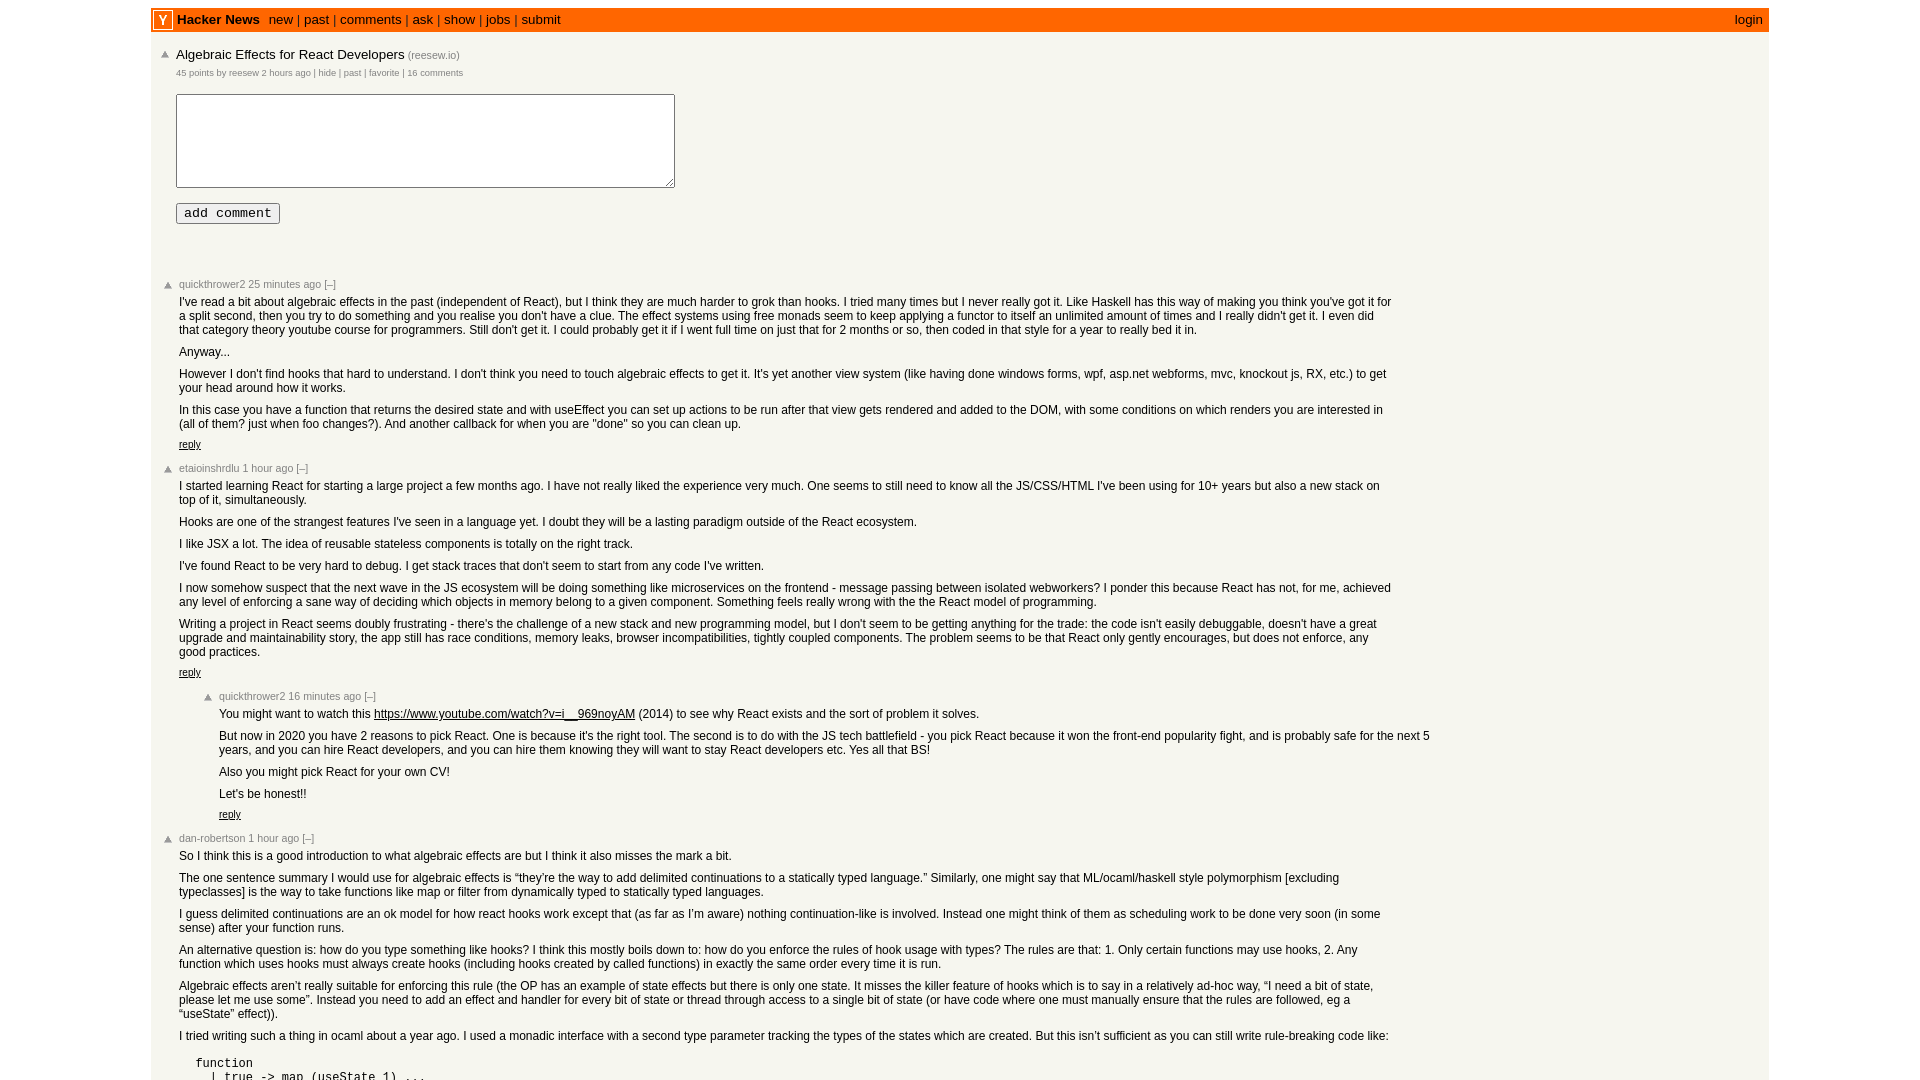 Y Hacker News new | past | comments | ask | show | jobs | submit login
Algebraic Effects for React Developers (reesew.io)
45 points by reesew 2 hours ago | hide | past | favorite | 16 comments
add comment
quickthrower2 25 minutes ago [–]
I've read a bit about algebraic effects in the past (independent of React), but I think they are much harder to grok than hooks. I tried many times but I never really got it. Like Haskell has this way of making you think you've got it for
a split second, then you try to do something and you realise you don't have a clue. The effect systems using free monads seem to keep applying a functor to itself an unlimited amount of times and I really didn't get it. I even did
that category theory youtube course for programmers. Still don't get it. I could probably get it if I went full time on just that for 2 months or so, then coded in that style for a year to really bed it in.
Anyway...
However I don't find hooks that hard to understand. I don't think you need to touch algebraic effects to get it. It's yet another view system (like having done windows forms, wpf, asp.net webforms, mvc, knockout js, RX, etc.) to get
your head around how it works.
In this case you have a function that returns the desired state and with useEffect you can set up actions to be run after that view gets rendered and added to the DOM, with some conditions on which renders you are interested in
(all of them? just when foo changes?). And another callback for when you are "done" so you can clean up.
reply
etaioinshrdlu 1 hour ago [–]
I started learning React for starting a large project a few months ago. I have not really liked the experience very much. One seems to still need to know all the JS/CSS/HTML I've been using for 10+ years but also a new stack on
top of it, simultaneously.
Hooks are one of the strangest features I've seen in a language yet. I doubt they will be a lasting paradigm outside of the React ecosystem.
I like JSX a lot. The idea of reusable stateless components is totally on the right track.
I've found React to be very hard to debug. I get stack traces that don't seem to start from any code I've written.
I now somehow suspect that the next wave in the JS ecosystem will be doing something like microservices on the frontend - message passing between isolated webworkers? I ponder this because React has not, for me, achieved
any level of enforcing a sane way of deciding which objects in memory belong to a given component. Something feels really wrong with the the React model of programming.
Writing a project in React seems doubly frustrating - there's the challenge of a new stack and new programming model, but I don't seem to be getting anything for the trade: the code isn't easily debuggable, doesn't have a great
upgrade and maintainability story, the app still has race conditions, memory leaks, browser incompatibilities, tightly coupled components. The problem seems to be that React only gently encourages, but does not enforce, any
good practices.
reply
quickthrower2 16 minutes ago [–]
You might want to watch this https://www.youtube.com/watch?v=i__969noyAM (2014) to see why React exists and the sort of problem it solves.
But now in 2020 you have 2 reasons to pick React. One is because it's the right tool. The second is to do with the JS tech battlefield - you pick React because it won the front-end popularity fight, and is probably safe for the next 5
years, and you can hire React developers, and you can hire them knowing they will want to stay React developers etc. Yes all that BS!
Also you might pick React for your own CV!
Let's be honest!!
reply
dan-robertson 1 hour ago [–]
So I think this is a good introduction to what algebraic effects are but I think it also misses the mark a bit.
The one sentence summary I would use for algebraic effects is “they’re the way to add delimited continuations to a statically typed language.” Similarly, one might say that ML/ocaml/haskell style polymorphism [excluding
typeclasses] is the way to take functions like map or filter from dynamically typed to statically typed languages.
I guess delimited continuations are an ok model for how react hooks work except that (as far as I’m aware) nothing continuation-like is involved. Instead one might think of them as scheduling work to be done very soon (in some
sense) after your function runs.
An alternative question is: how do you type something like hooks? I think this mostly boils down to: how do you enforce the rules of hook usage with types? The rules are that: 1. Only certain functions may use hooks, 2. Any
function which uses hooks must always create hooks (including hooks created by called functions) in exactly the same order every time it is run.
Algebraic effects aren’t really suitable for enforcing this rule (the OP has an example of state effects but there is only one state. It misses the killer feature of hooks which is to say in a relatively ad-hoc way, “I need a bit of state,
please let me use some”. Instead you need to add an effect and handler for every bit of state or thread through access to a single bit of state (or have code where one must manually ensure that the rules are followed, eg a
“useState” effect)).
I tried writing such a thing in ocaml about a year ago. I used a monadic interface with a second type parameter tracking the types of the states which are created. But this isn’t sufficient as you can still write rule-breaking code like:
function
| true -> map (useState 1) ...